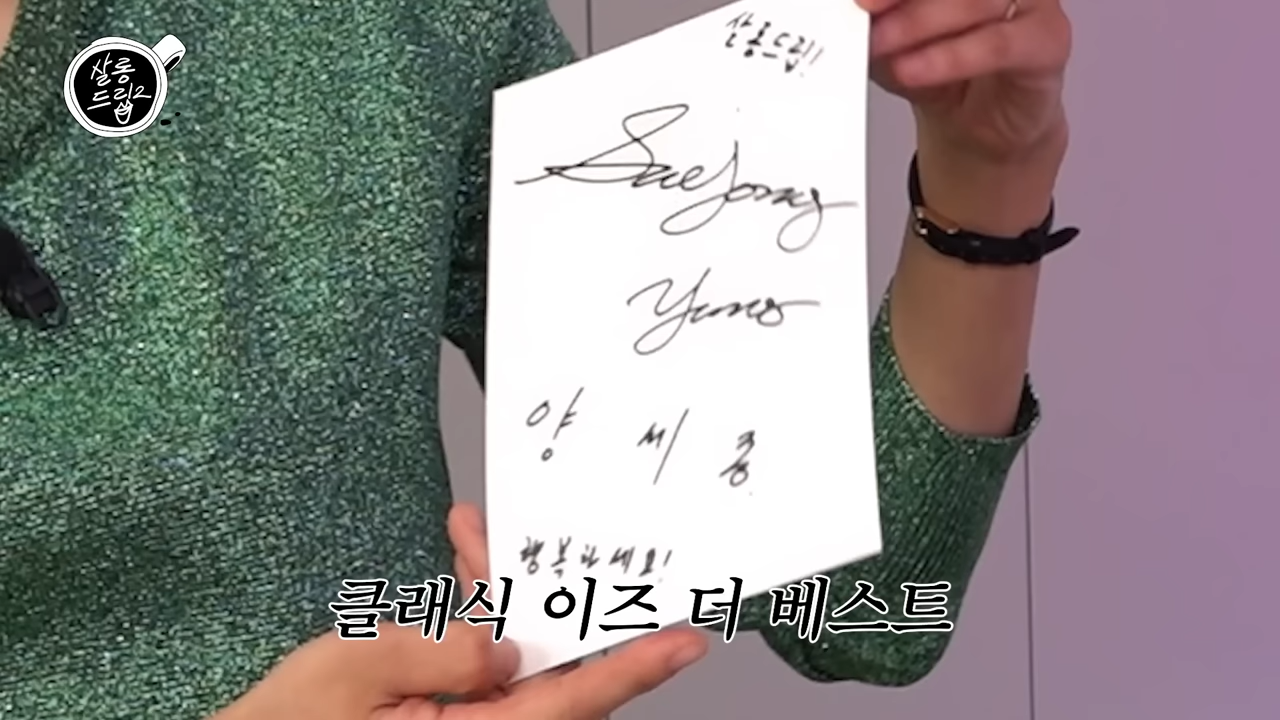 살롱
드립2
살롱드립!
Saejong
Yang
양 세 종
행복하세요!
클래식 이즈 더 베스트